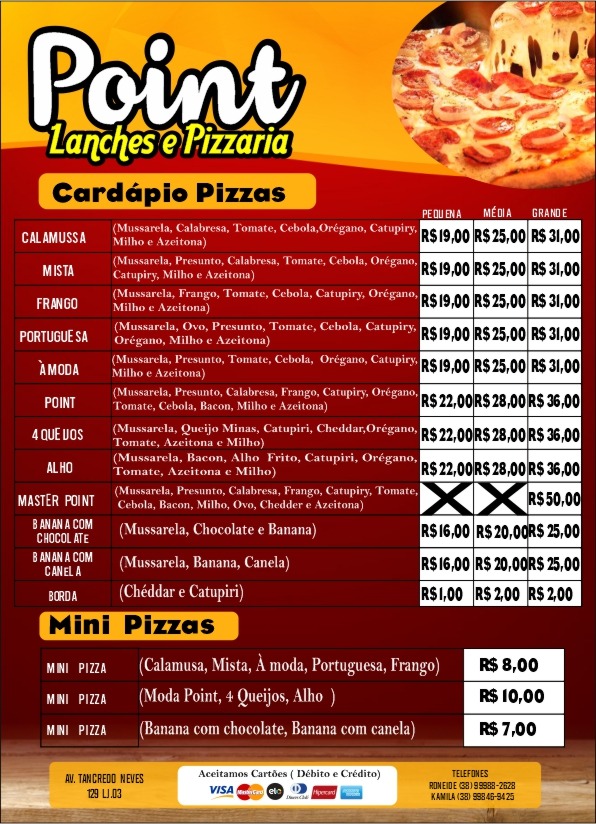 Point
Lanches e Pizzaria
Cardápio Pizzas
PEQUENA MÉDIA GRANDE
CALAMUSSA (Mussarela, Calabresa, Tomate, Cebola,Orégano, Catupiry, R$19,00 R$25,00 R$31,00
Milho e Azeitona)
MISTA (Mussarela, Presunto, Calabresa, Tomate, Cebola, Orégano, R$19,00 R$25,00 R$31,00
Catupiry, Milho e Azeitona)
FRANGO (Mussarela, Frango, Tomate, Cebola, Catupiry, Orégano, R$19,00 R$25,00 R$31,00
Milho e Azeitona)
PORTUGUESA (Mussarela, Ovo, Presunto, Tomate, Cebola, Catupiry, R$19,00 R$25,00 R$31,00
Orégano, Milho e Azeitona)
À MODA (Mussarela, Presunto, Tomate, Cebola, Orégano, Catupiry, R$19,00 R$25,00 R$31,00
Milho e Azeitona)
POINT (Mussarela, Presunto, Calabresa, Frango, Catupiry, Orégano, R$22,00 R$28,00 R$36,00
Tomate, Cebola, Bacon, Milho e Azeitona)
4 QUEIJOS (Mussarela, Queijo Minas, Catupiri, Cheddar,Orégano, R$22,00 R$28,00 R$36,00
Tomate, Azeitona e Milho)
ALHO (Mussarela, Bacon, Alho Frito, Catupiri, Orégano, R$22,00 R$28,00 R$36,00
Tomate, Azeitona e Milho)
MASTER POINT (Mussarela, Presunto, Calabresa, Frango, Catupiry, Tomate, X X R$50,00
Cebola, Bacon, Milho, Ovo, Chedder e Azeitona)
BANANA COM
CHOCOLATE (Mussarela, Chocolate e Banana) R$16,00 R$20,00 R$25,00
BANANA COM
CANELA (Mussarela, Banana, Canela) R$16,00 R$20,00 R$25,00
BORDA (Chéddar e Catupiri) R$1,00 R$2,00 R$2,00
Mini Pizzas
MINI PIZZA (Calamusa, Mista, À moda, Portuguesa, Frango) R$ 8,00
MINI PIZZA (Moda Point, 4 Queijos, Alho ) R$ 10,00
MINI PIZZA (Banana com chocolate, Banana com canela) R$ 7,00
AV. TANCREDO NEVES
129 LJ.03
Aceitamos Cartões ( Débito e Crédito)
VISA MasterCard elo Diners Club Hipercard
TELEFONES
RONEIDE (38) 99988-2628
KAMILA (38) 99846-9425